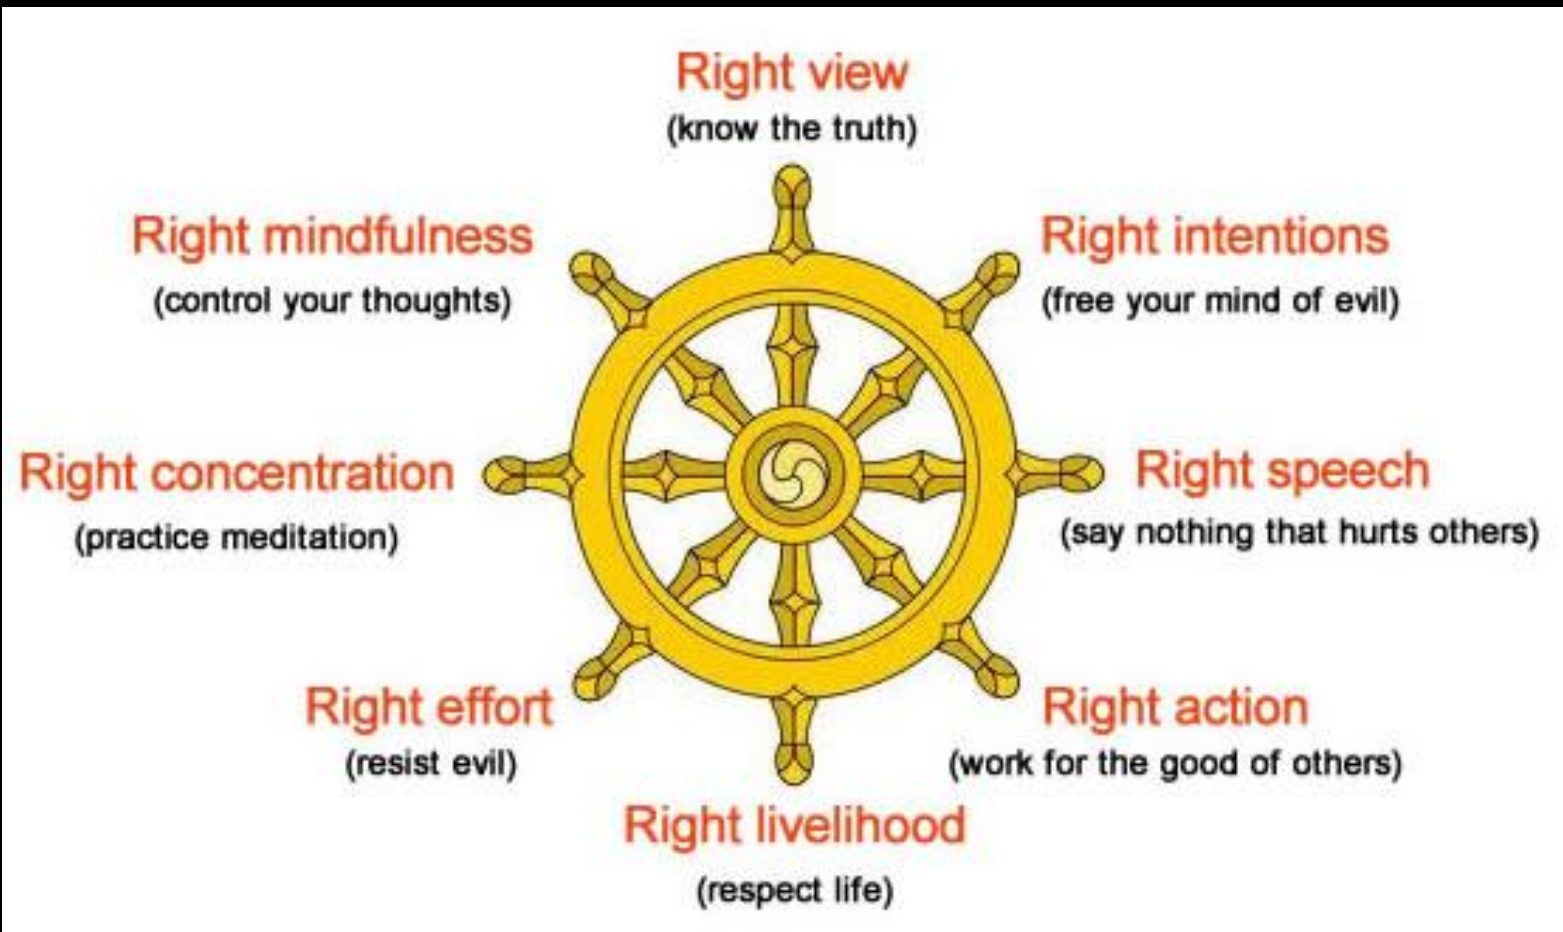 Right view
(know the truth)
Right mindfulness
(control your thoughts)
Right intentions
(free your mind of evil)
Right concentration
(practice meditation)
Right speech
(say nothing that hurts others)
Right effort
(resist evil)
Right action
(work for the good of others)
Right livelihood
(respect life)